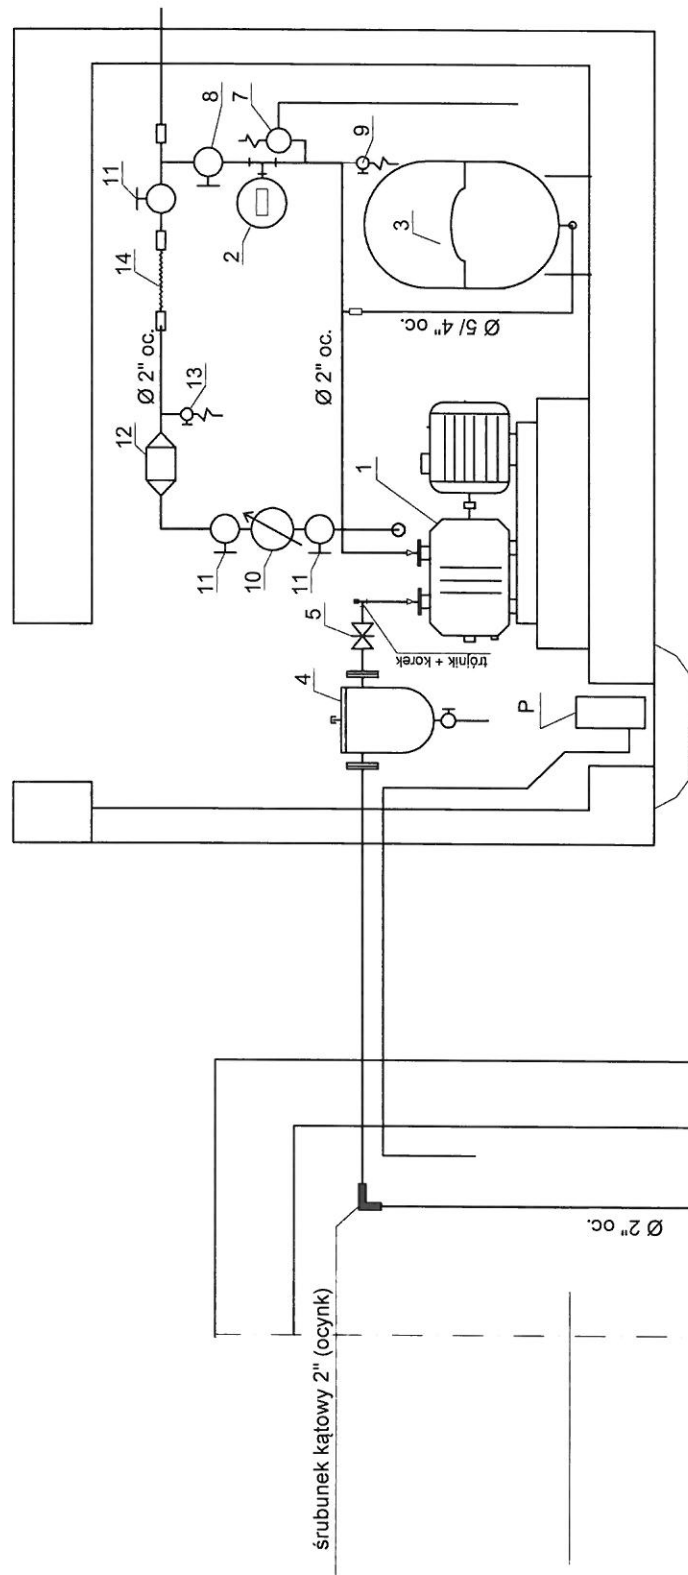 8
7
11
9
14
2
3
Ø 2" oc.
Ø 2" oc.
Ø 5/4" oc.
13
12
1
11
10
11
5
trójnik + korek
4
P
śrubunek kątowy 2" (ocynk)
Ø 2" oc.